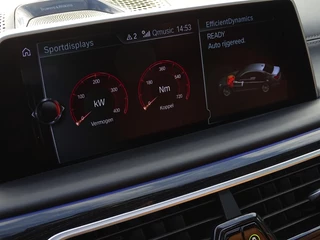 Sportdisplays
2
Qmusic 14:53
EfficientDynamics
READY
Auto rijgereed.
kW
Vermogen
Nm
Koppel